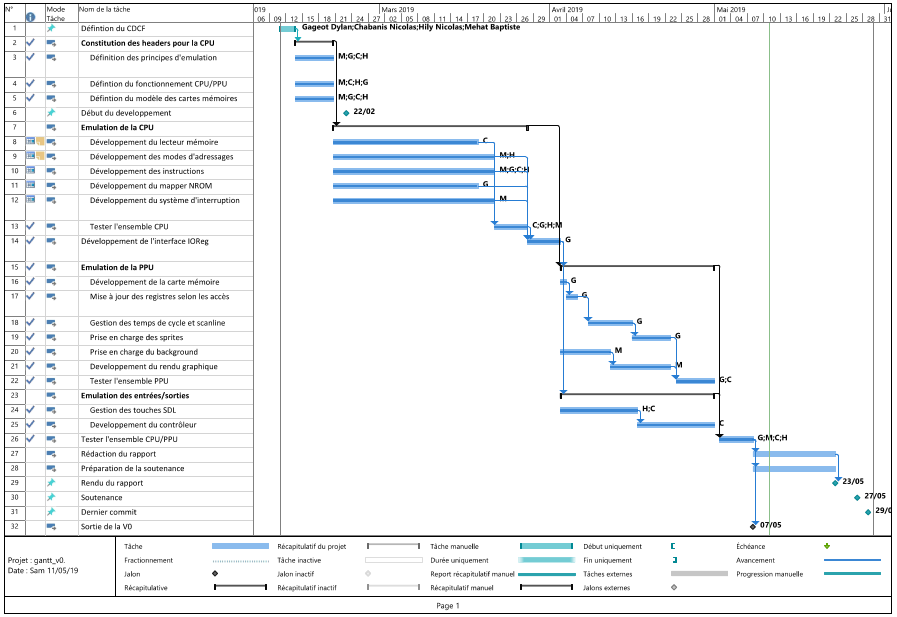 N° Mode Tâche Nom de la tâche 019 Mars 2019 Avril 2019 Mai 2019
06 09 12 15 18 21 24 27 02 05 08 11 14 17 20 23 26 29 01 04 07 10 13 16 19 22 25 28 01 04 07 10 13 16 19 22 25 28 31
1 Défintion du CDCF Gageot Dylan;Chabanis Nicolas;Hily Nicolas;Mehat Baptiste
2 Constitution des headers pour la CPU
3 Définition des principes d'emulation M;G;C;H
4 Défintion du fonctionnement CPU/PPU M;C;H;G
5 Défintion du modèle des cartes mémoires M;G;C;H
6 Début du developpement 22/02
7 Emulation de la CPU
8 Développement du lecteur mémoire C
9 Développement des modes d'adressages M;H
10 Développement des instructions M;G;C;H
11 Développement du mapper NROM G
12 Développement du système d'interruption M
13 Tester l'ensemble CPU C;G;H;M
14 Développement de l'interface IOReg G
15 Emulation de la PPU
16 Développement de la carte mémoire G
17 Mise à jour des registres selon les accès G
18 Gestion des temps de cycle et scanline G
19 Prise en charge des sprites G
20 Prise en charge du background M
21 Developpement du rendu graphique M
22 Tester l'ensemble PPU G;C
23 Emulation des entrées/sorties
24 Gestion des touches SDL H;C
25 Développement du contrôleur C
26 Tester l'ensemble CPU/PPU G;M;C;H
27 Rédaction du rapport
28 Préparation de la soutenance
29 Rendu du rapport 23/05
30 Soutenance 27/05
31 Dernier commit 29/0
32 Sortie de la V0 07/05
Projet : gantt_v0.
Date : Sam 11/05/19
Tâche Récapitulatif du projet Tâche manuelle Début uniquement Échéance
Fractionnement Tâche inactive Durée uniquement Fin uniquement Avancement
Jalon Jalon inactif Report récapitulatif manuel Tâches externes Progression manuelle
Récapitulative Récapitulatif inactif Récapitulatif manuel Jalons externes
Page 1